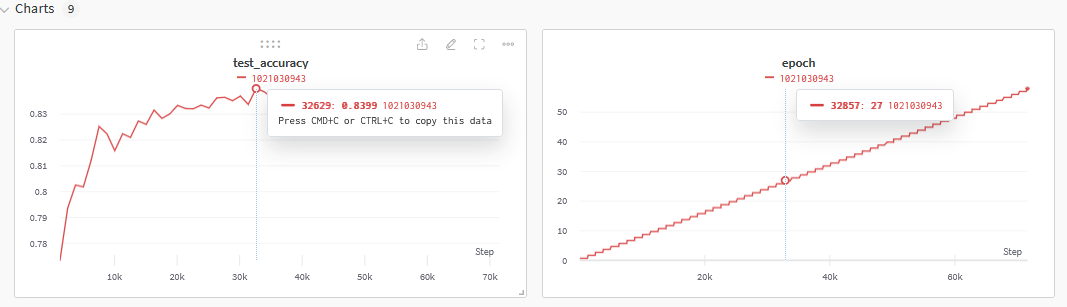 Charts 9
test_accuracy
1021030943
32629: 0.8399 1021030943
Press CMD+C or CTRL+C to copy this data
0.83
0.82
0.81
0.8
0.79
0.78
Step
10k 20k 30k 40k 50k 60k 70k
epoch
1021030943
32857: 27 1021030943
50
40
30
20
10
0
Step
20k 40k 60k